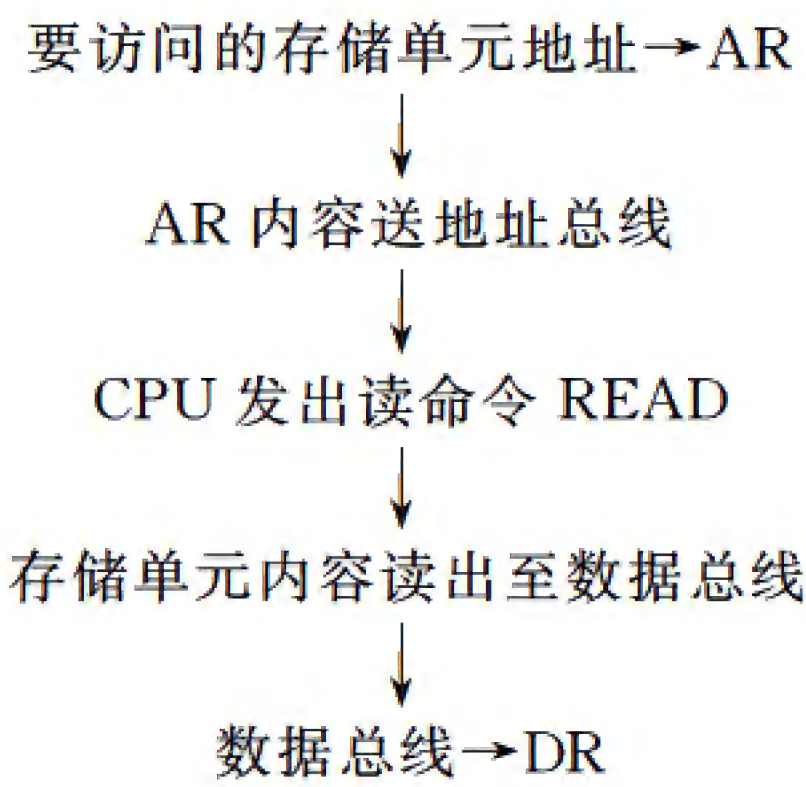 要访问的存储单元地址→AR
AR 内容送地址总线
CPU 发出读命令 READ
存储单元内容读出至数据总线
数据总线→DR